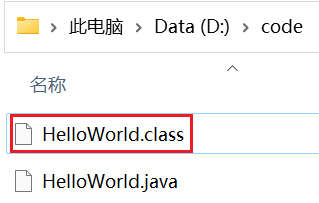 此电脑 > Data (D:) > code
名称
HelloWorld.class
HelloWorld.java